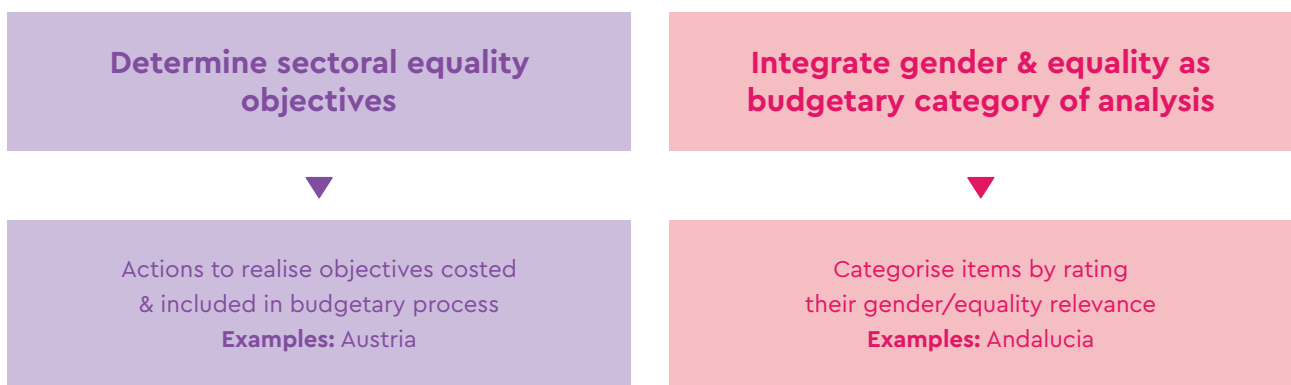 Determine sectoral equality
objectives
Actions to realise objectives costed
& included in budgetary process
Examples: Austria
Integrate gender & equality as
budgetary category of analysis
Categorise items by rating
their gender/equality relevance
Examples: Andalucia